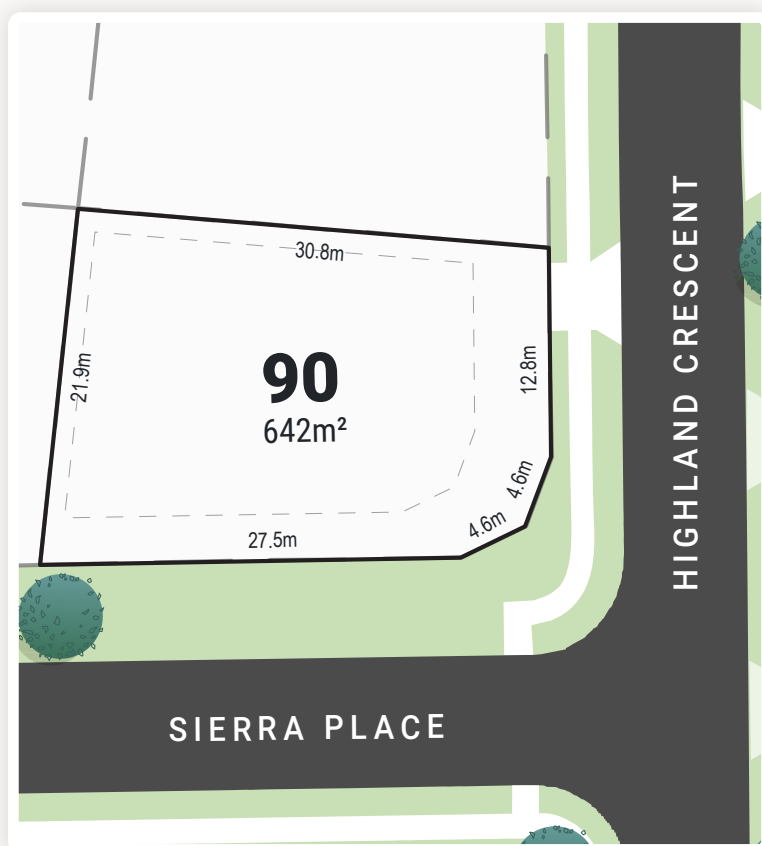 30.8m
HIGHLAND CRESCENT
21.9m
90
642m²
12.8m
4.6m
4.6m
27.5m
SIERRA PLACE